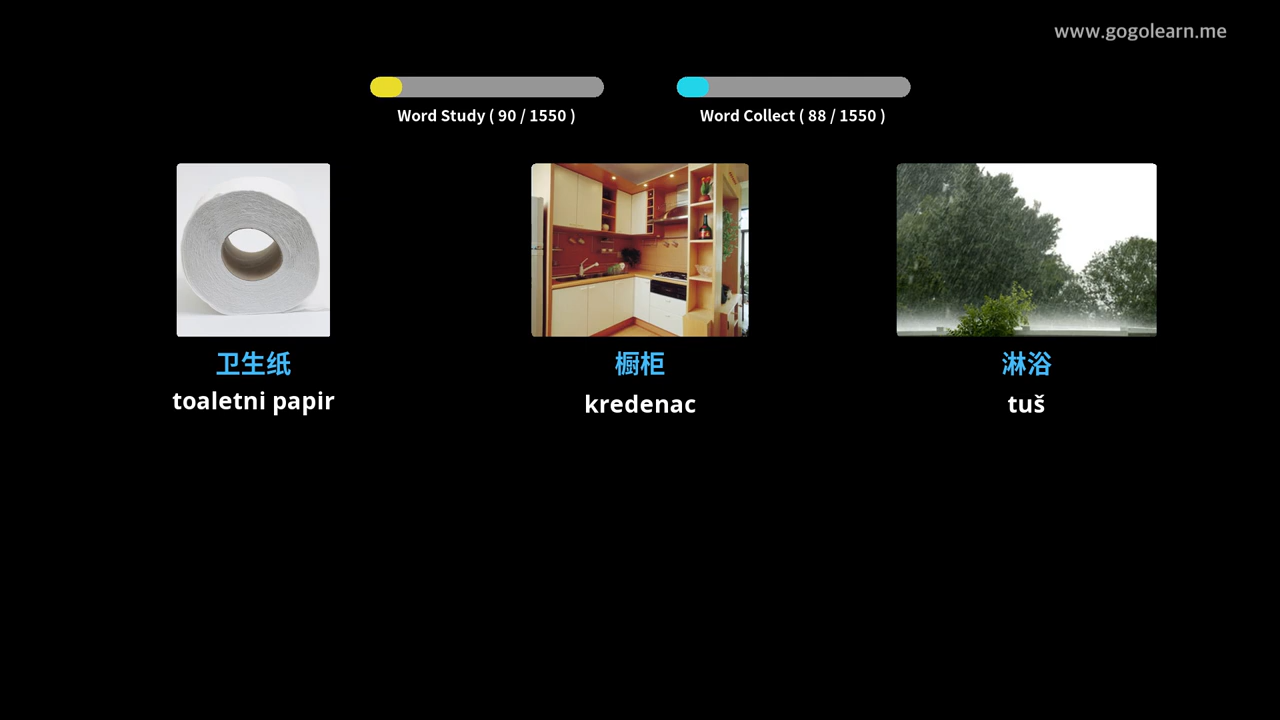 www.gogolearn.me
Word Study ( 90 / 1550 )
Word Collect ( 88 / 1550 )
卫生纸
toaletni papir
橱柜
kredenac
淋浴
tuš